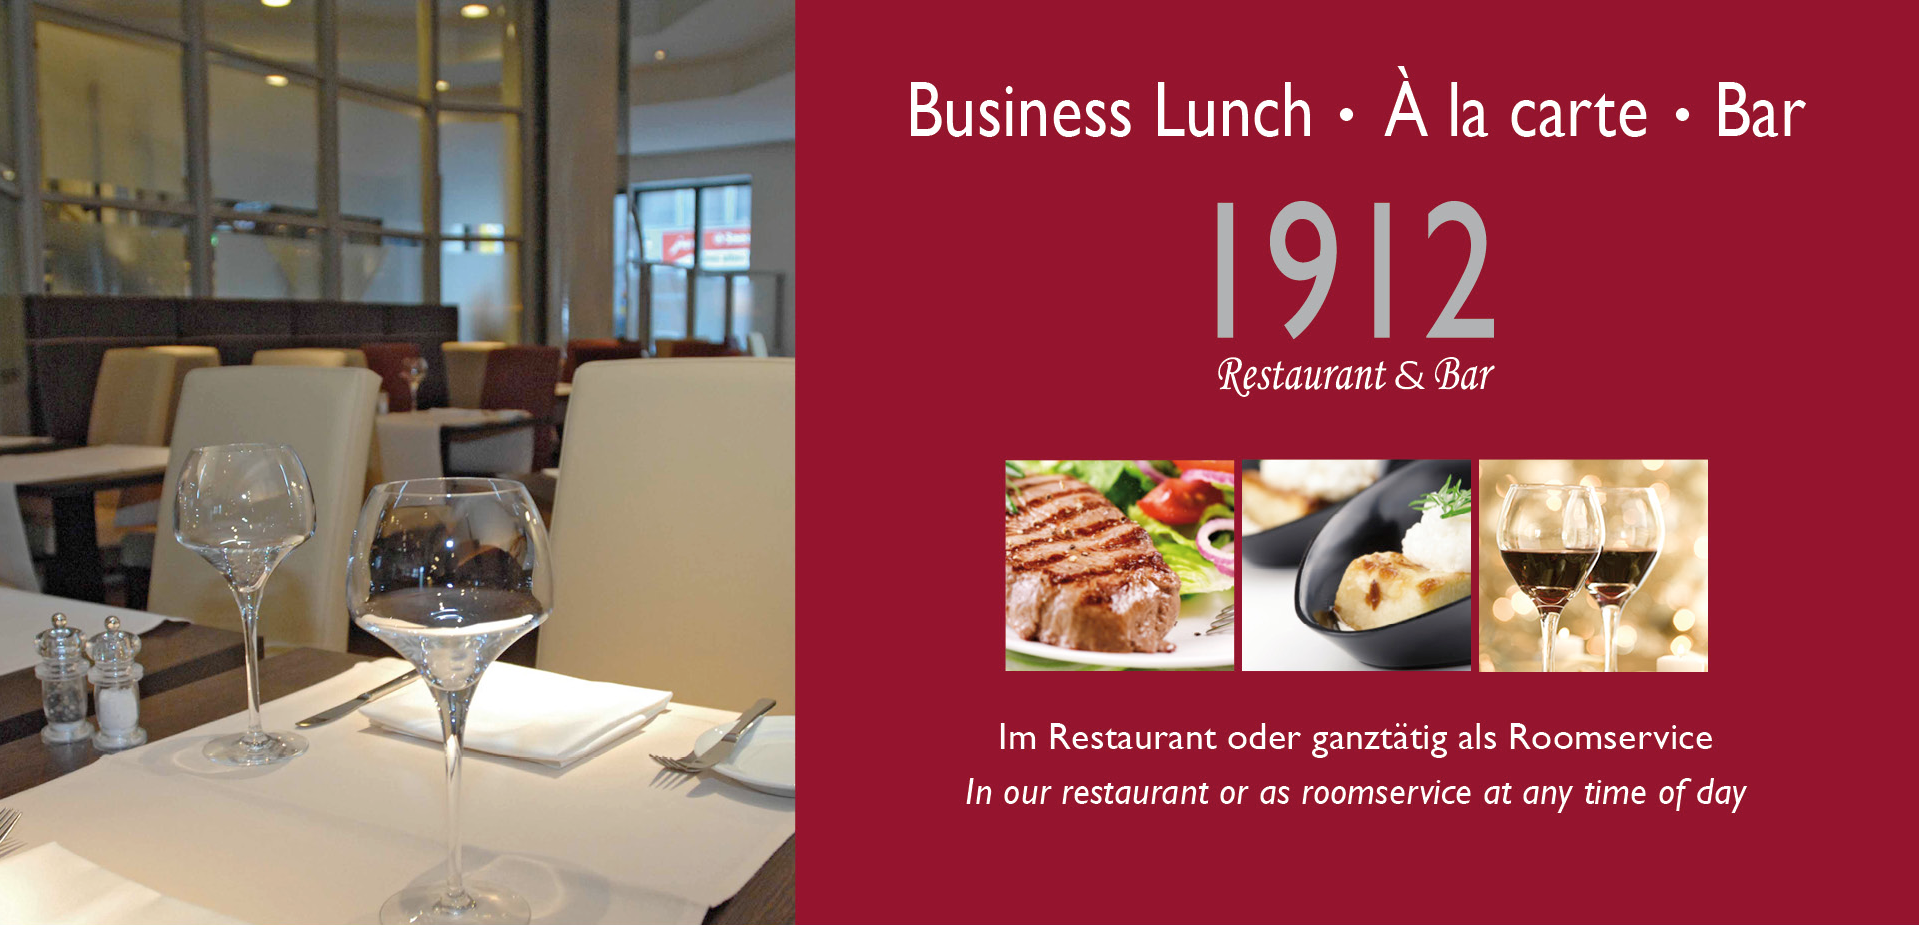 Business Lunch • À la carte • Bar
1912
Restaurant & Bar
Im Restaurant oder ganztätig als Roomservice
In our restaurant or as roomservice at any time of day